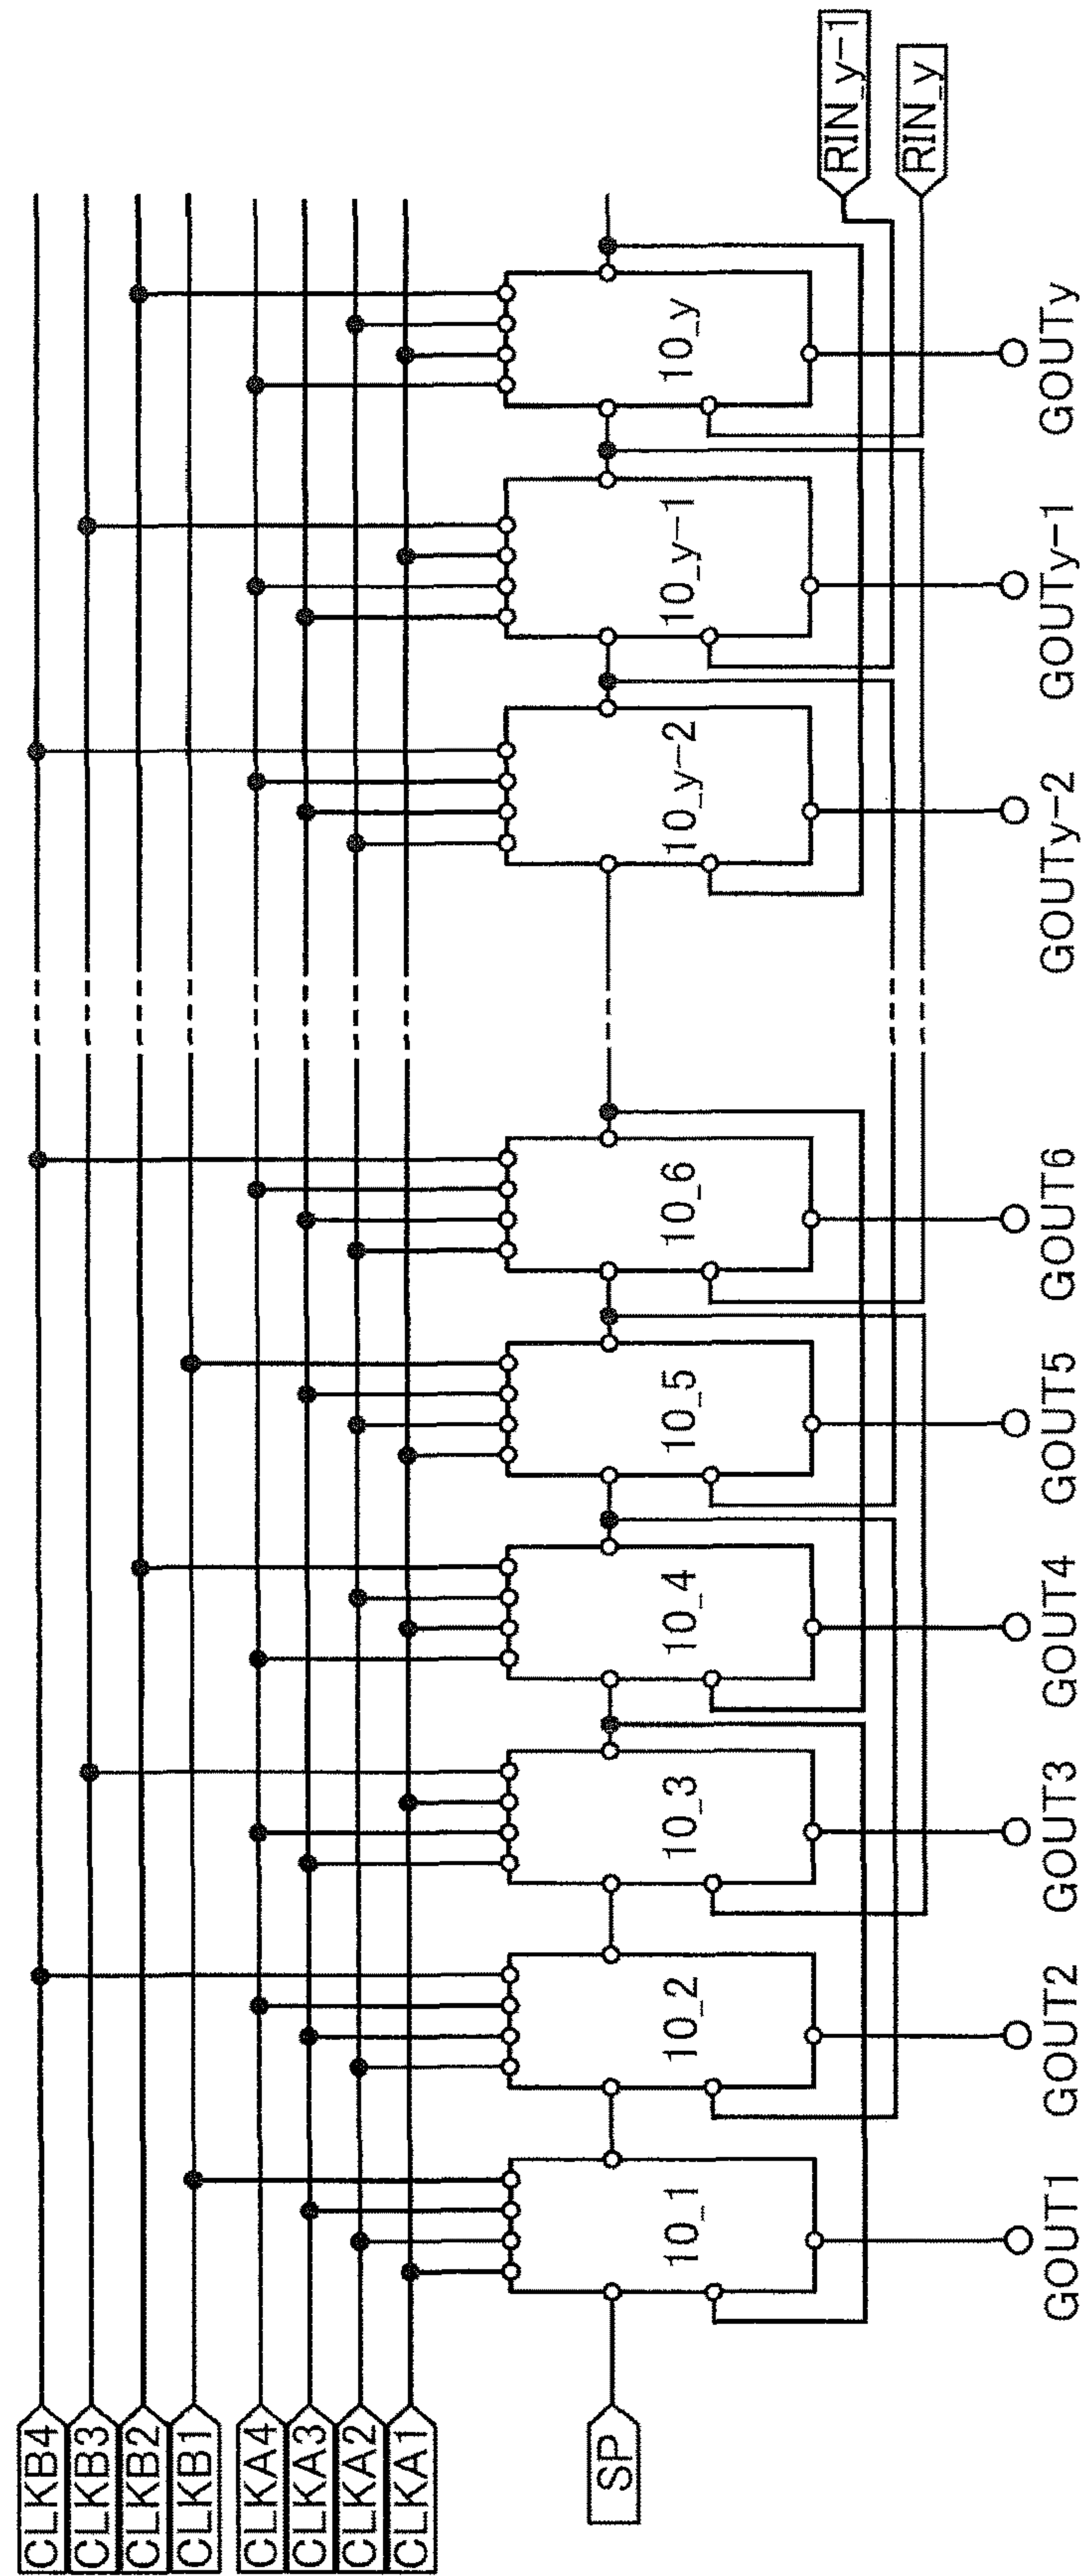 CLKB4
CLKB3
CLKB2
CLKB1
CLKA4
CLKA3
CLKA2
CLKA1
SP
10_1
10_2
10_3
10_4
10_5
10_6
10_y-2
10_y-1
10_y
RIN_y-1
RIN_y
GOUT1
GOUT2
GOUT3
GOUT4
GOUT5
GOUT6
GOUTy-2
GOUTy-1
GOUTy